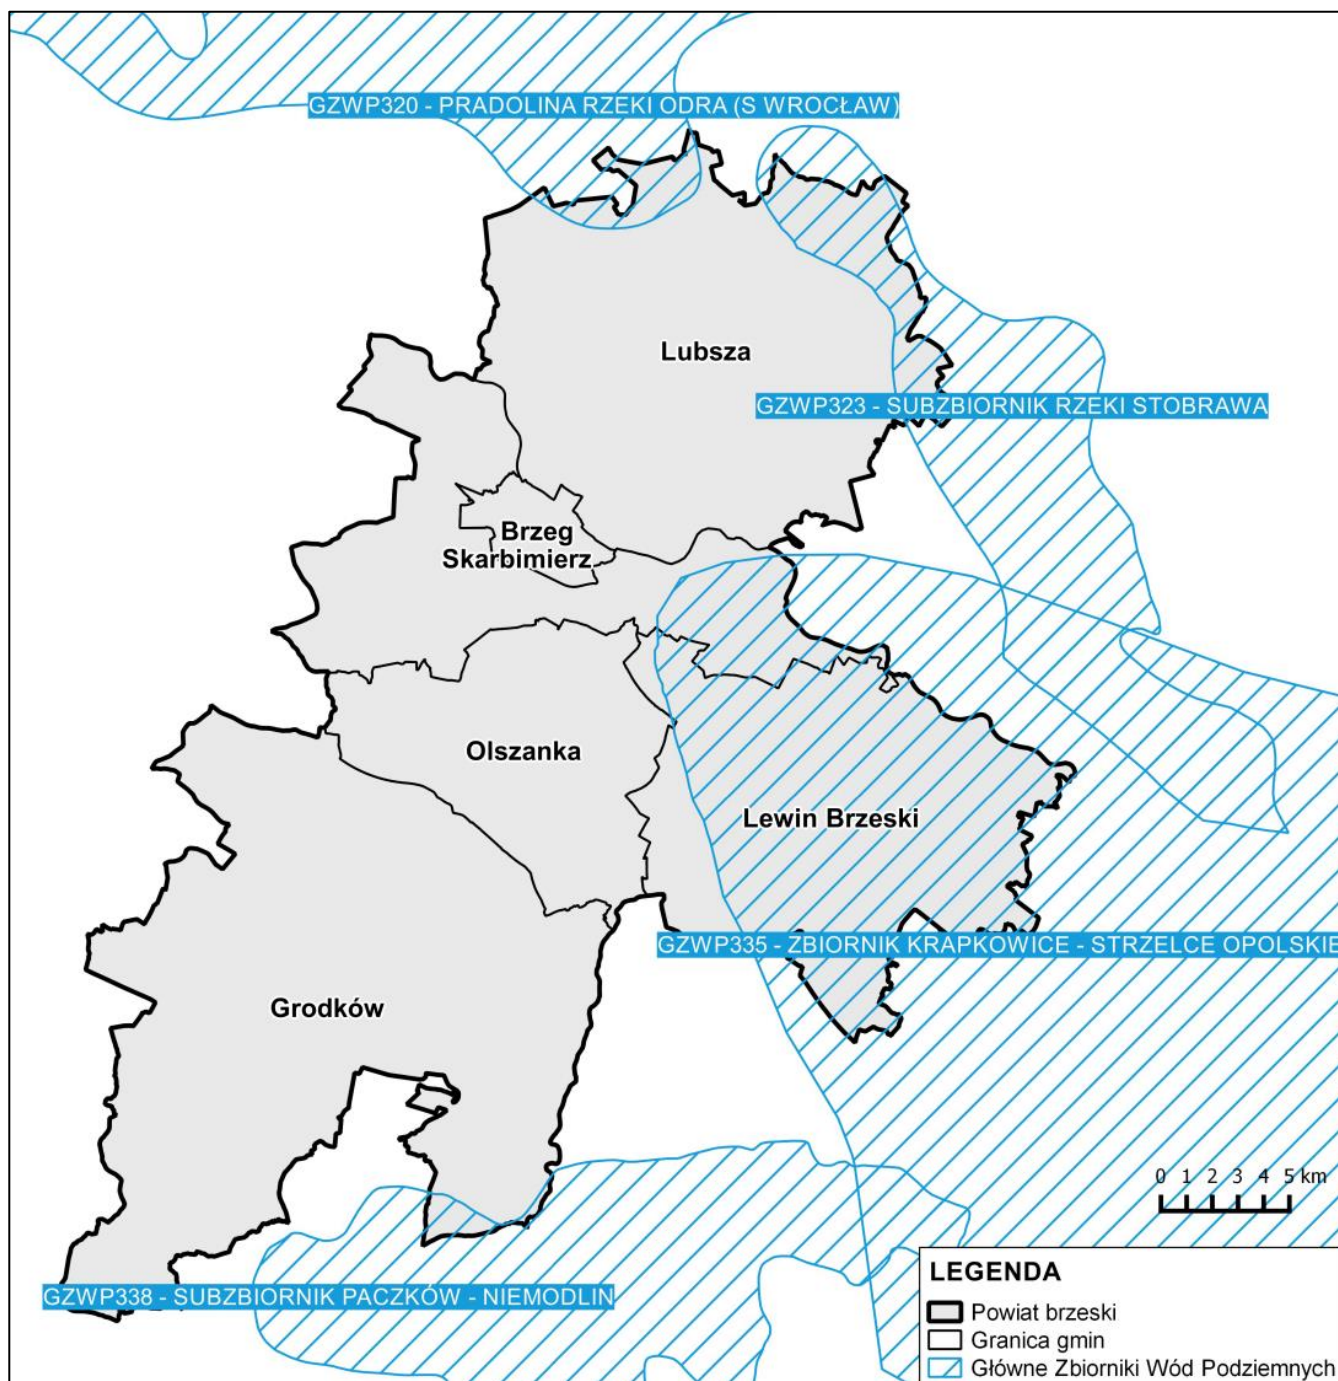 GZWP320 - PRADOLINA RZEKI ODRA (S WROCŁAW)
Lubsza
GZWP323 - SUBZBIORNIK RZEKI STOBRAWA
Brzeg
Skarbimierz
Olszanka
Lewin Brzeski
GZWP335 - ZBIORNIK KRAPKOWICE - STRZELCE OPOLSKIE
Grodków
0 1 2 3 4 5 km
GZWP338 - SUBZBIORNIK PACZKÓW - NIEMODLIN
LEGENDA
Powiat brzeski
Granica gmin
Główne Zbiorniki Wód Podziemnych